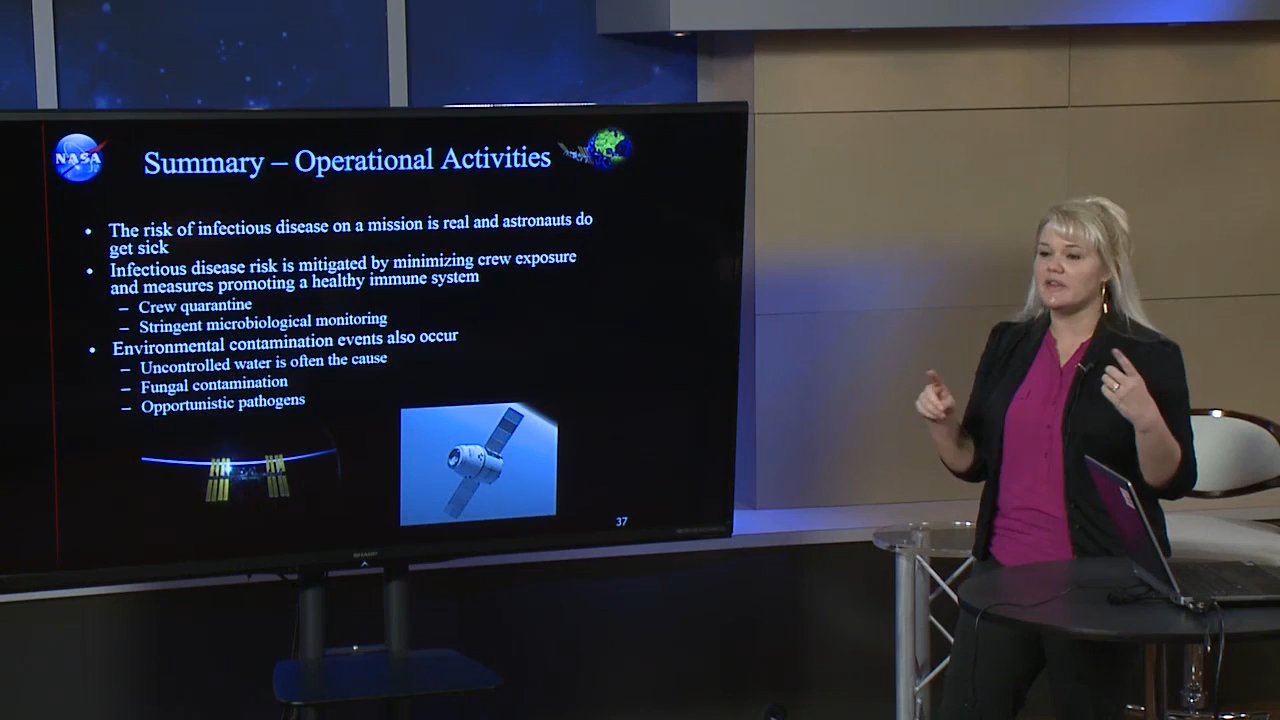 NASA
Summary – Operational Activities
• The risk of infectious disease on a mission is real and astronauts do
get sick
• Infectious disease risk is mitigated by minimizing crew exposure
and measures promoting a healthy immune system
– Crew quarantine
– Stringent microbiological monitoring
• Environmental contamination events also occur
– Uncontrolled water is often the cause
– Fungal contamination
– Opportunistic pathogens
37
SHARP